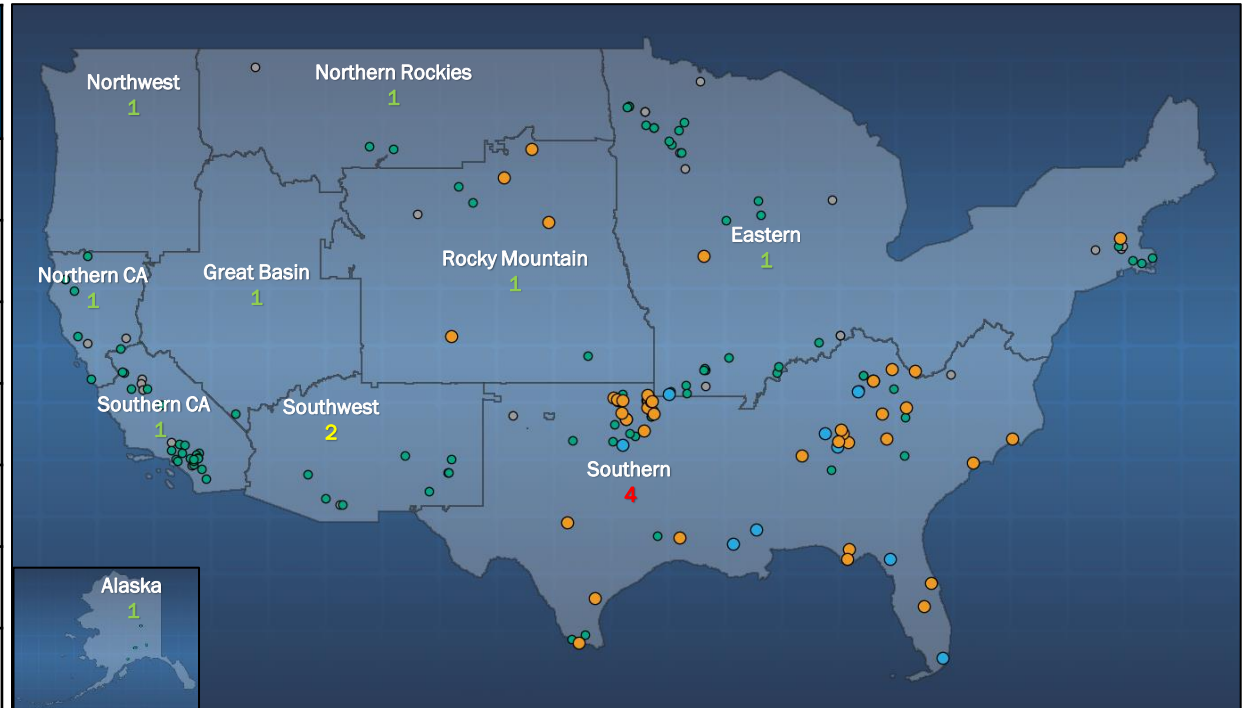 Northwest
1
Northern Rockies
1
Northern CA
1
Great Basin
1
Rocky Mountain
1
Eastern
1
Southern CA
1
Southwest
2
Southern
4
Alaska
1